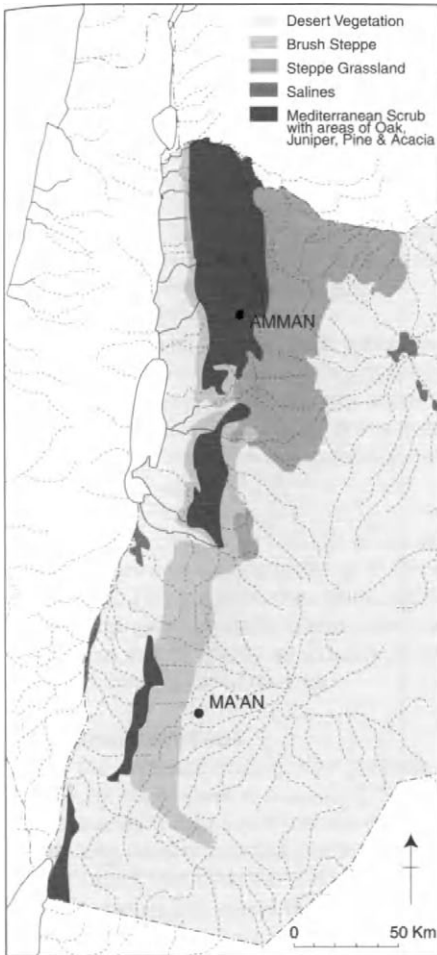 Desert Vegetation
Brush Steppe
Steppe Grassland
Salines
Mediterranean Scrub
with areas of Oak,
Juniper, Pine & Acacia
AMMAN
MA'AN
0 50 Km